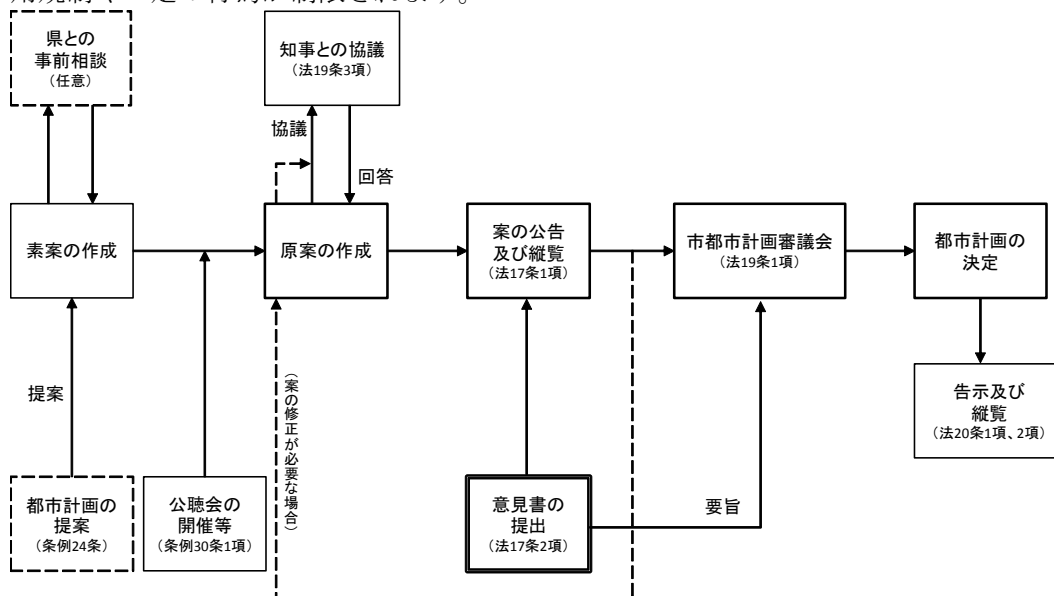 県との
事前相談
（任意）
知事との協議
（法19条3項）
協議
回答
素案の作成
原案の作成
案の公告
及び縦覧
（法17条1項）
市都市計画審議会
（法19条1項）
都市計画の
決定
提案
（案の修正が必要な場合）
告示及び
縦覧
（法20条1項、2項）
都市計画の
提案
（条例24条）
公聴会の
開催等
（条例30条1項）
意見書の
提出
（法17条2項）
要旨